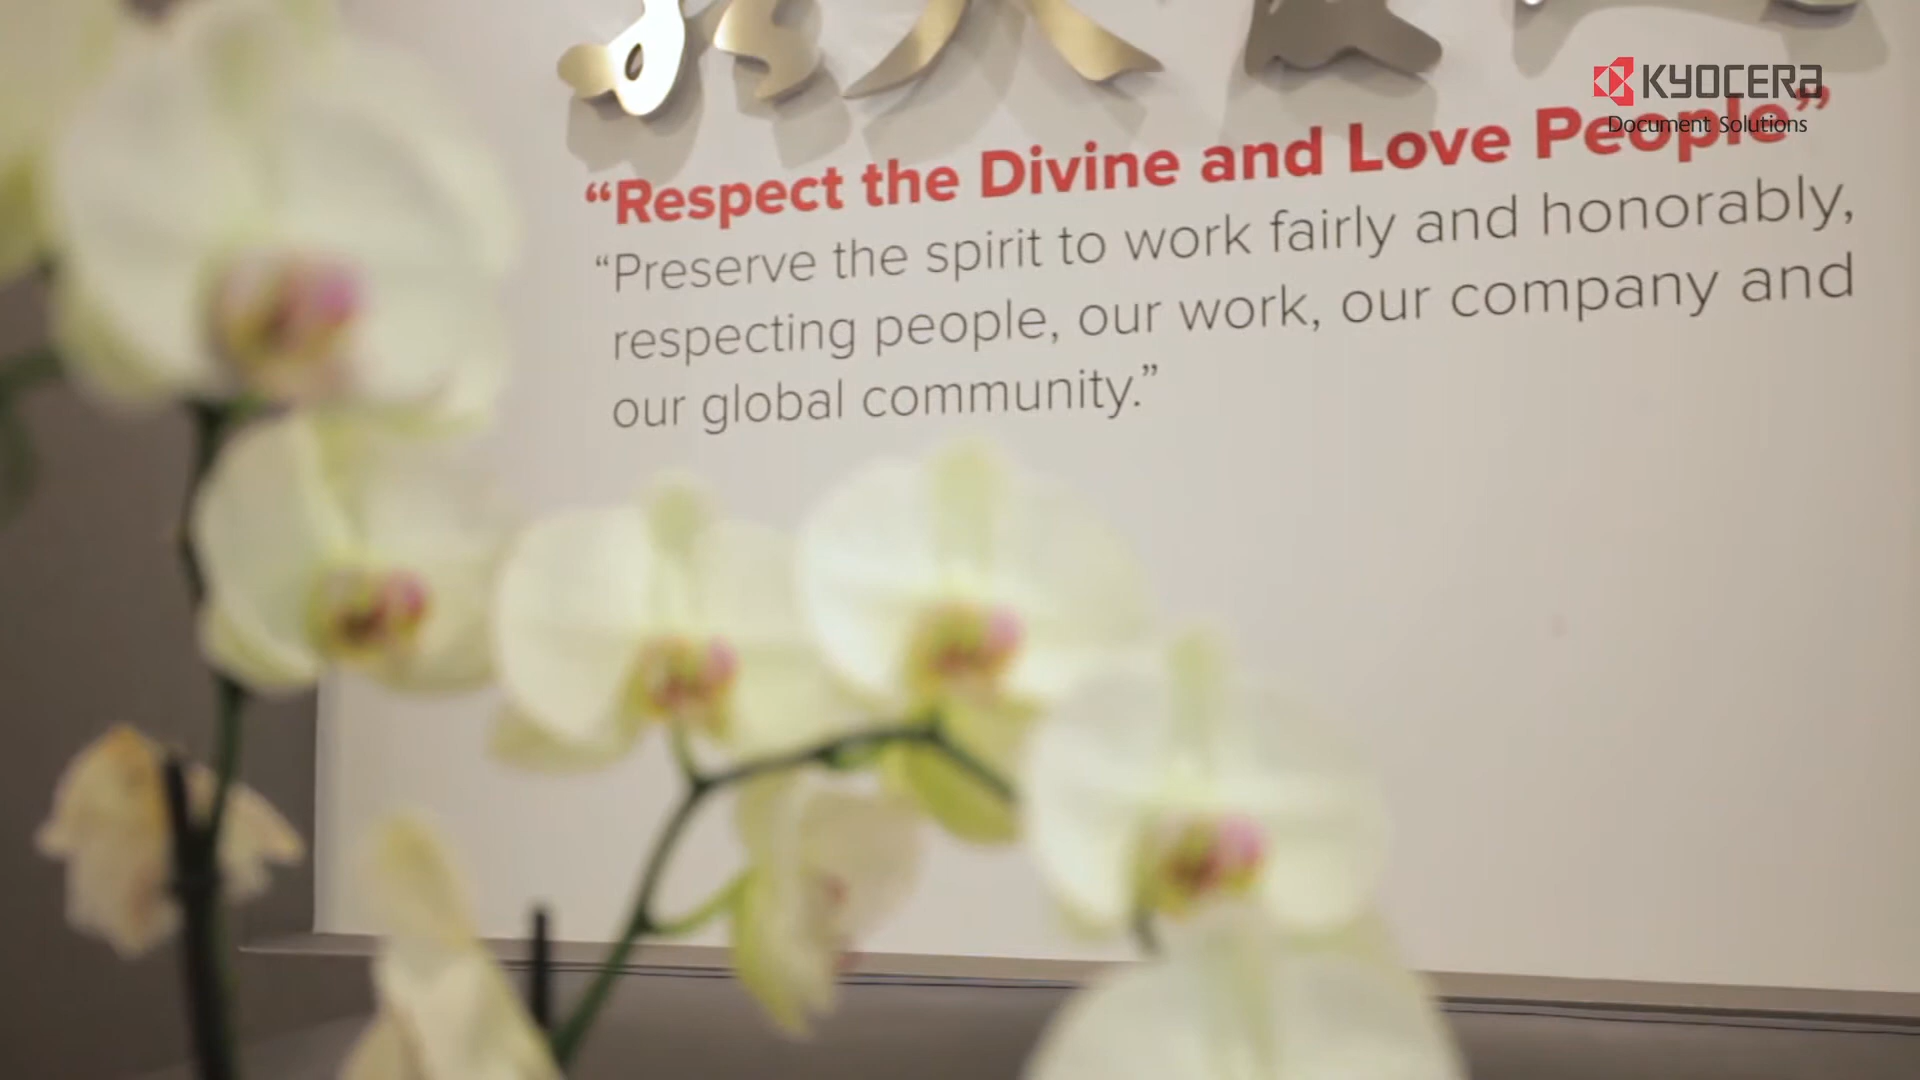 KYOCERA
Document Solutions
“Respect the Divine and Love People”
“Preserve the spirit to work fairly and honorably,
respecting people, our work, our company and
our global community.”